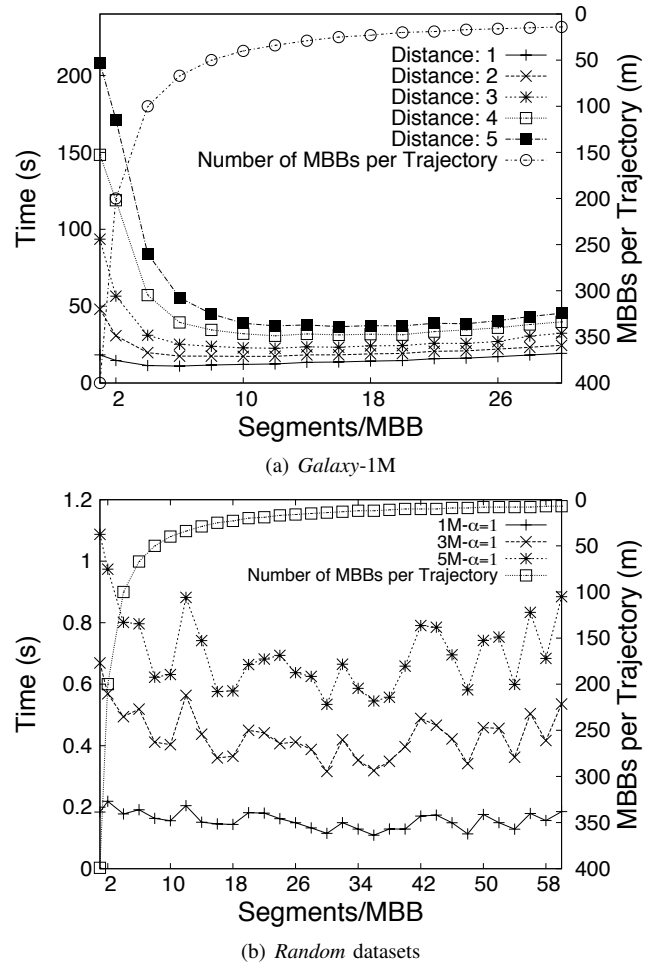 0
50
100
150
200
250
300
350
400
MBBs per Trajectory (m)
200
150
100
50
0
Time (s)
Distance: 1
Distance: 2
Distance: 3
Distance: 4
Distance: 5
Number of MBBs per Trajectory
2 10 18 26
Segments/MBB
(a) Galaxy-1M
1.2
1
0.8
0.6
0.4
0.2
0
Time (s)
1M-α=1
3M-α=1
5M-α=1
Number of MBBs per Trajectory
0
50
100
150
200
250
300
350
400
MBBs per Trajectory (m)
2 10 18 26 34 42 50 58
Segments/MBB
(b) Random datasets